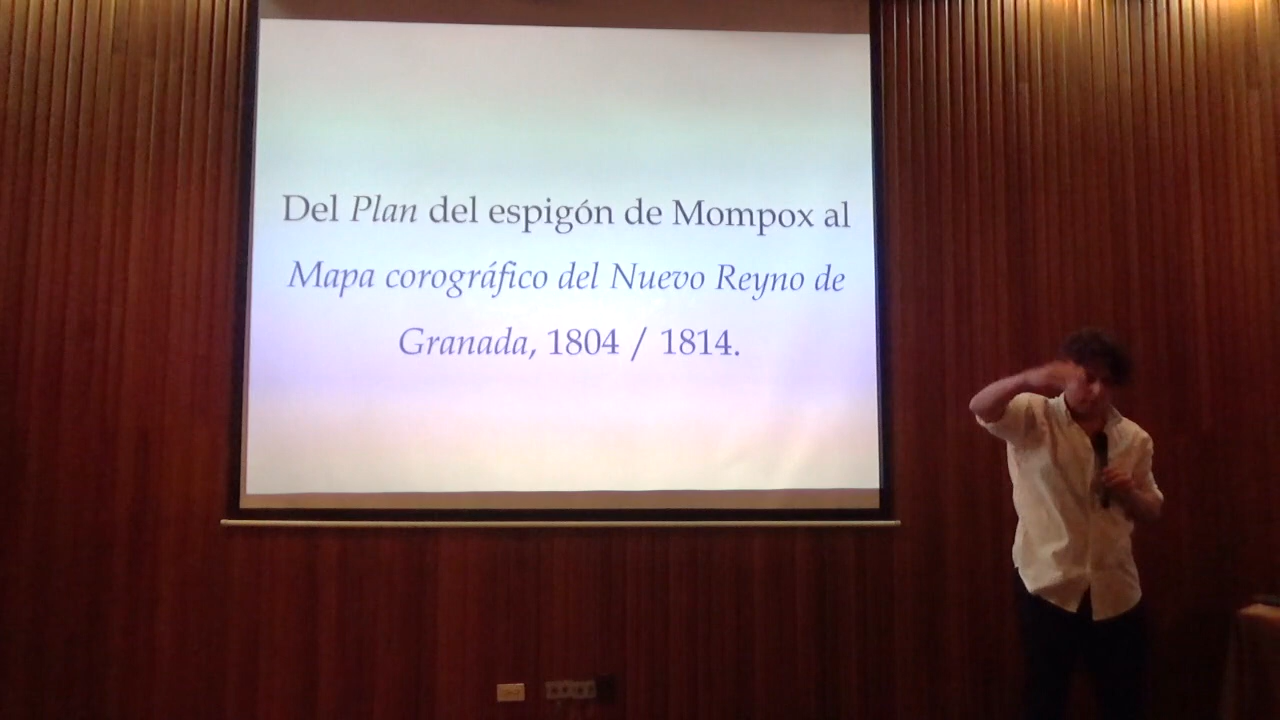 Del Plan del espigón de Mompox al
Mapa corográfico del Nuevo Reyno de
Granada, 1804 / 1814.